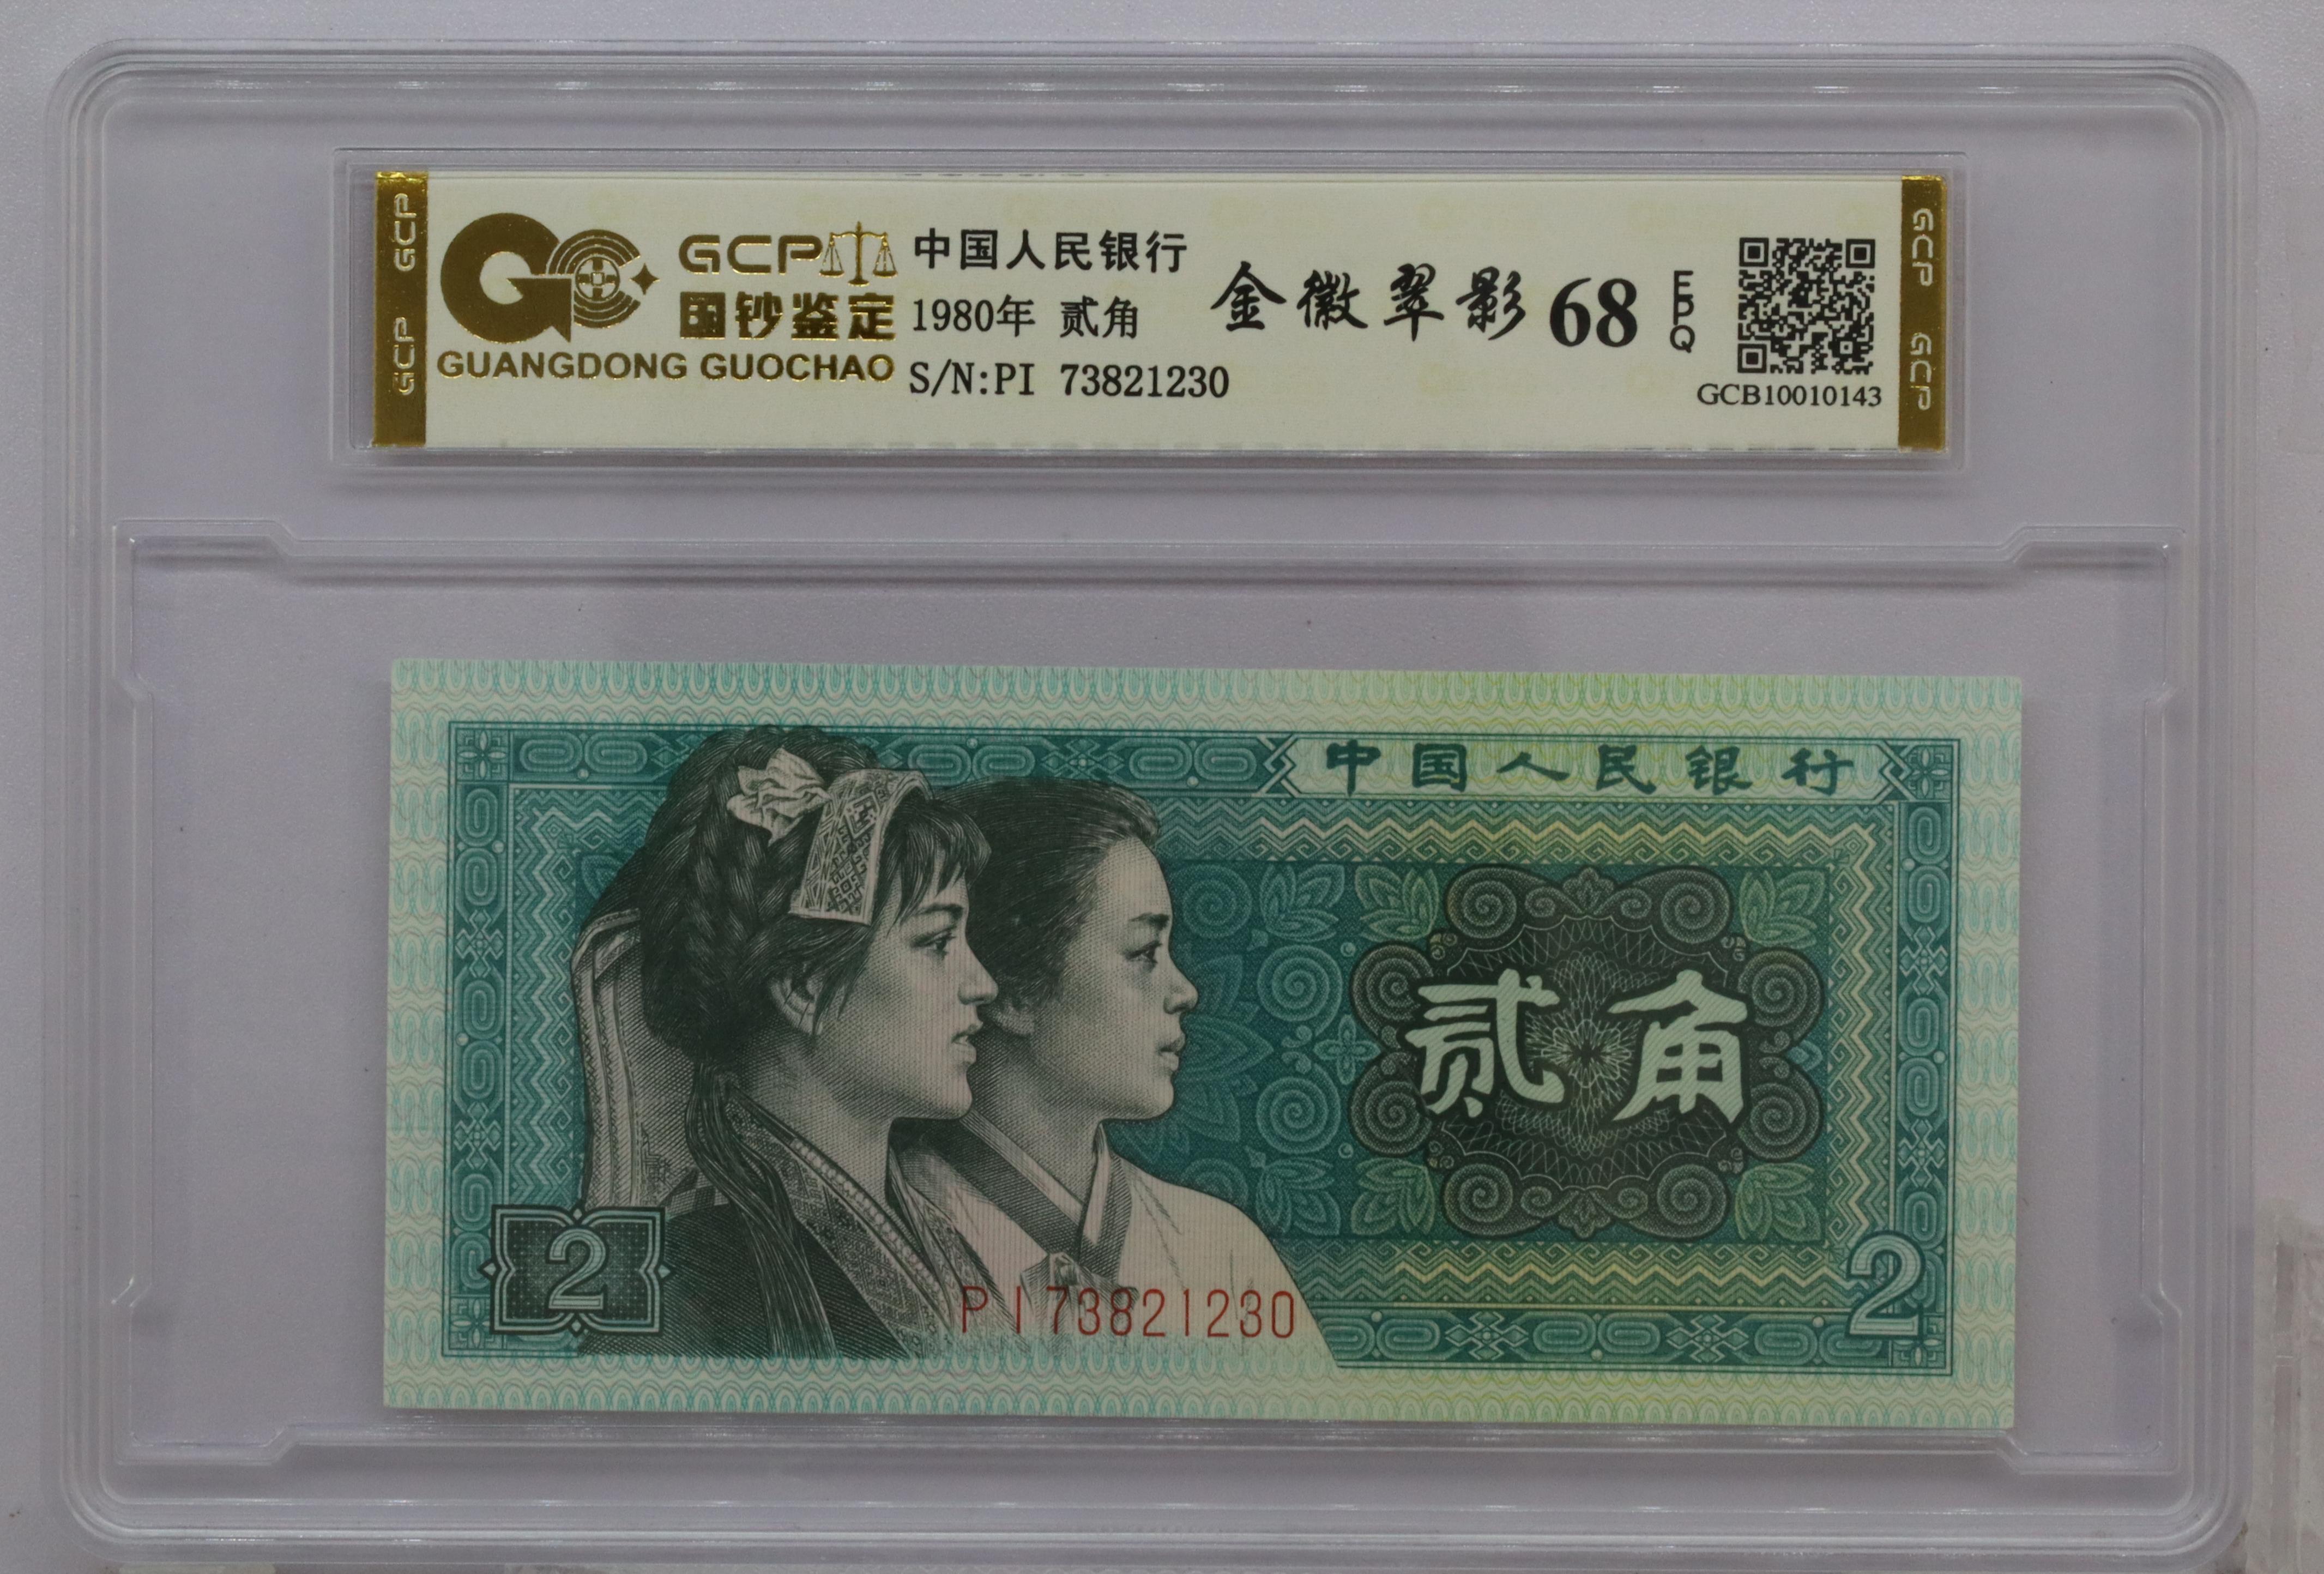 GCP GCP
GCP
国钞鉴定
GUANGDONG GUOCHAO
中国人民银行
1980年 贰角
S/N:PI 73821230
金徽翠影 68 EPQ
GCB10010143
GCP GCP
中国人民银行
贰角
2
PI73821230
2